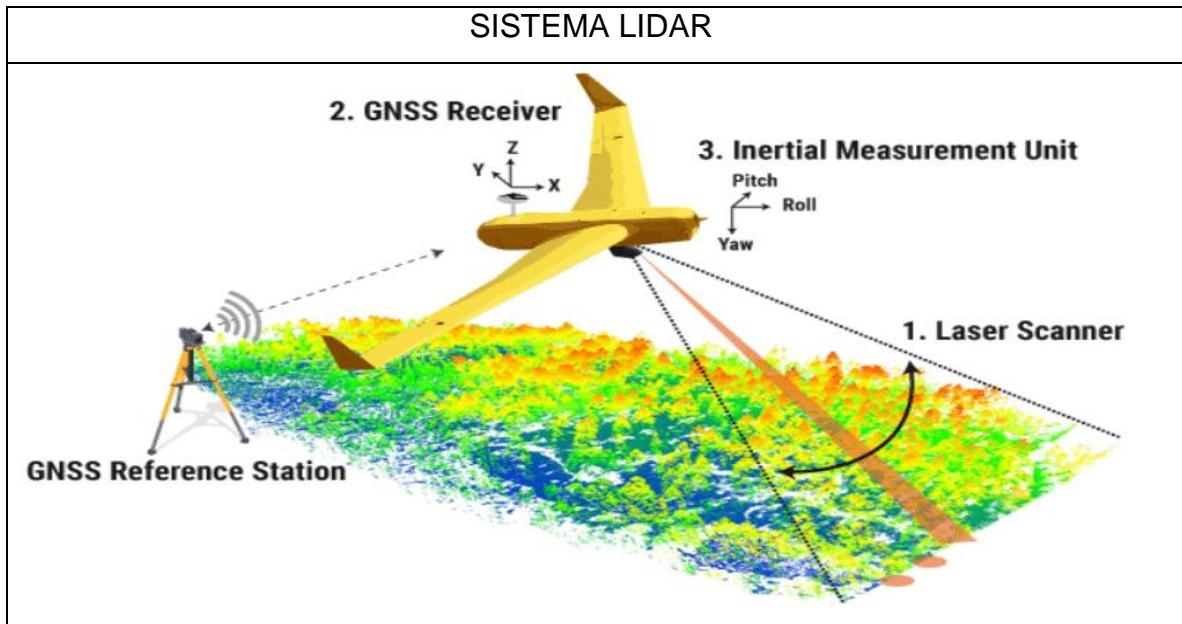 SISTEMA LIDAR
2. GNSS Receiver
Z
Y
X
3. Inertial Measurement Unit
Pitch
Roll
Yaw
1. Laser Scanner
GNSS Reference Station